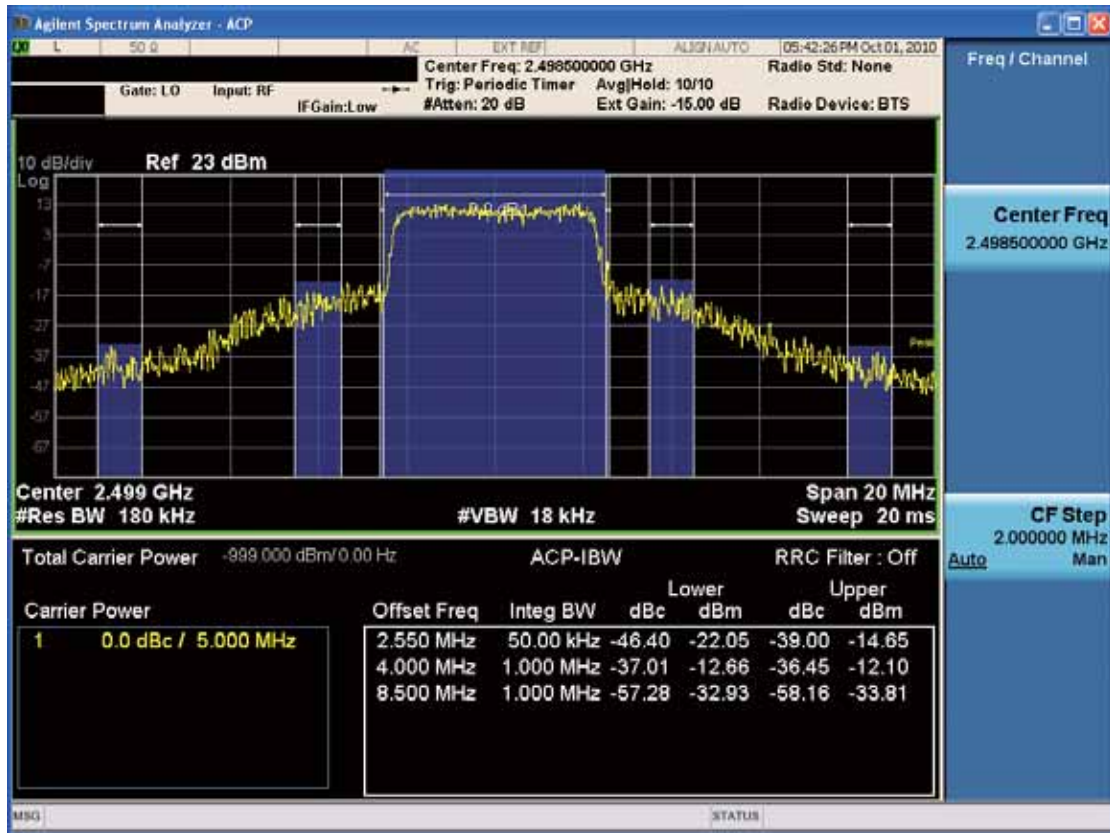 Agilent Spectrum Analyzer - ACP
L 50 Ω AC EXT REF ALIGN AUTO 05:42:26 PM Oct 01, 2010
Center Freq: 2.498500000 GHz Radio Std: None
Gate: LO Input: RF Trig: Periodic Timer Avg|Hold: 10/10
IFGain:Low #Atten: 20 dB Ext Gain: -15.00 dB Radio Device: BTS
10 dB/div Ref 23 dBm
Log
13
3
-7
-17
-27
-37
-47
-57
-67
Center 2.499 GHz Span 20 MHz
#Res BW 180 kHz #VBW 18 kHz Sweep 20 ms
Total Carrier Power -999.000 dBm/ 0.00 Hz ACP-IBW RRC Filter : Off
Lower Upper
Carrier Power Offset Freq Integ BW dBc dBm dBc dBm
1 0.0 dBc / 5.000 MHz 2.550 MHz 50.00 kHz -46.40 -22.05 -39.00 -14.65
4.000 MHz 1.000 MHz -37.01 -12.66 -36.45 -12.10
8.500 MHz 1.000 MHz -57.28 -32.93 -58.16 -33.81
MSG STATUS
Freq / Channel
Center Freq
2.498500000 GHz
CF Step
2.000000 MHz
Auto Man